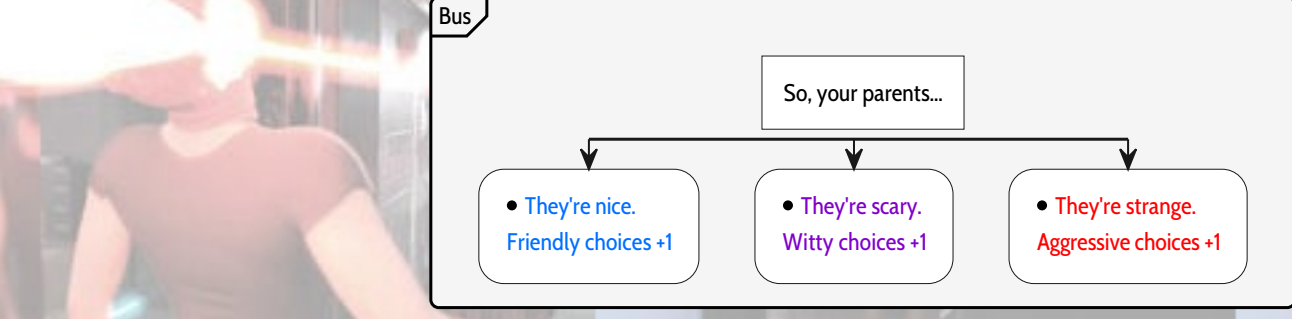 Bus
So, your parents...
• They're nice.
Friendly choices +1
• They're scary.
Witty choices +1
• They're strange.
Aggressive choices +1